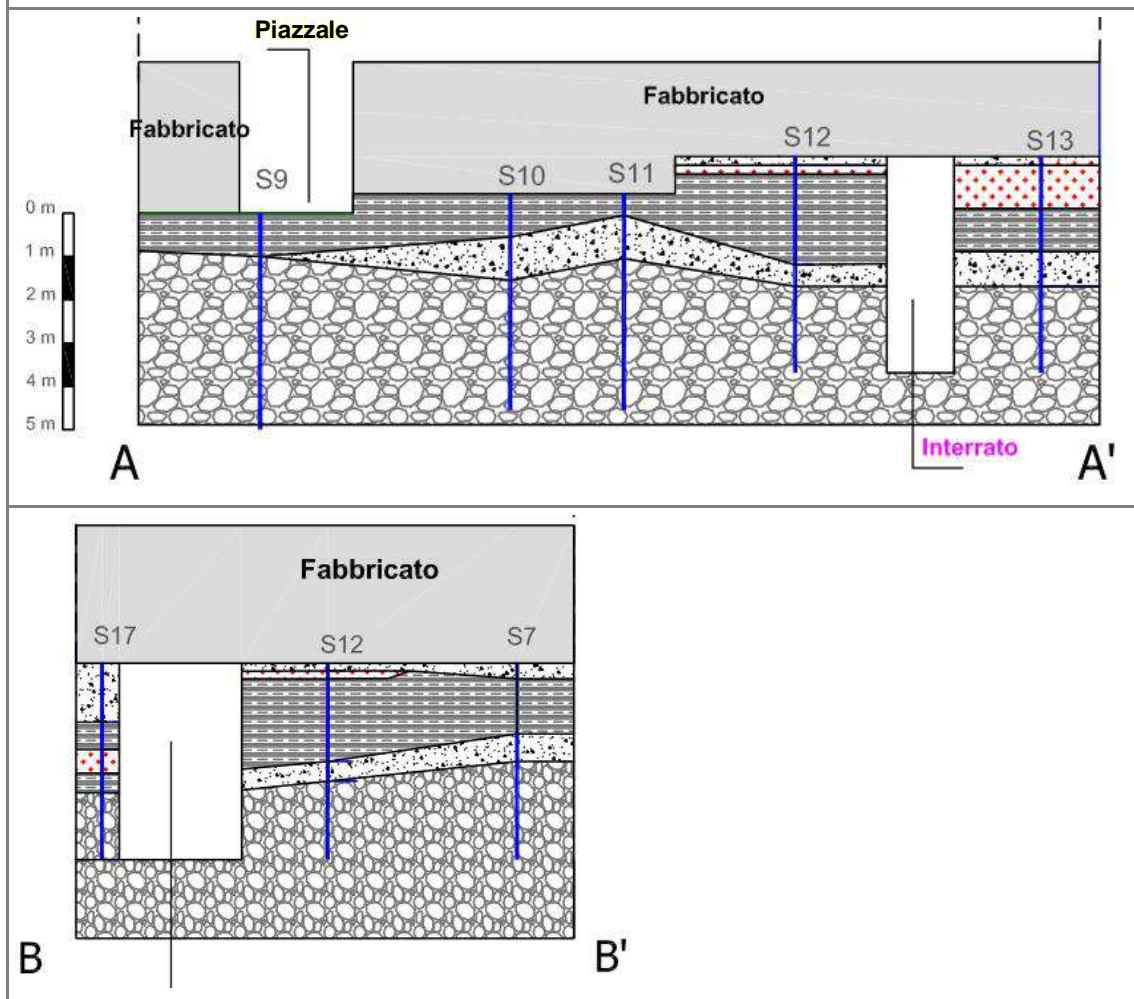 Piazzale
Fabbricato
Fabbricato
S9
S10
S11
S12
S13
0 m
1 m
2 m
3 m
4 m
5 m
Interrato
A
A'
Fabbricato
S17
S12
S7
B
B'